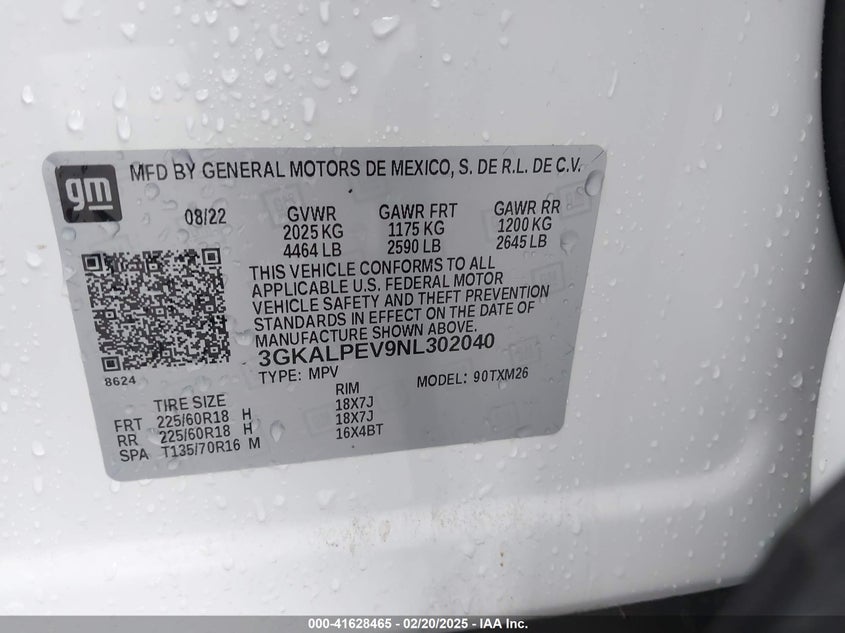 gm
MFD BY GENERAL MOTORS DE MEXICO, S. DE R.L. DE C.V.
08/22 GVWR GAWR FRT GAWR RR
2025 KG 1175 KG 1200 KG
4464 LB 2590 LB 2645 LB
THIS VEHICLE CONFORMS TO ALL
APPLICABLE U.S. FEDERAL MOTOR
VEHICLE SAFETY AND THEFT PREVENTION
STANDARDS IN EFFECT ON THE DATE OF
MANUFACTURE SHOWN ABOVE.
3GKALPEV9NL302040
8624 TYPE: MPV MODEL: 90TXM26
TIRE SIZE RIM
FRT 225/60R18 H 18X7J
RR 225/60R18 H 18X7J
SPA T135/70R16 M 16X4BT
000-41628465 - 02/20/2025 - IAA Inc.